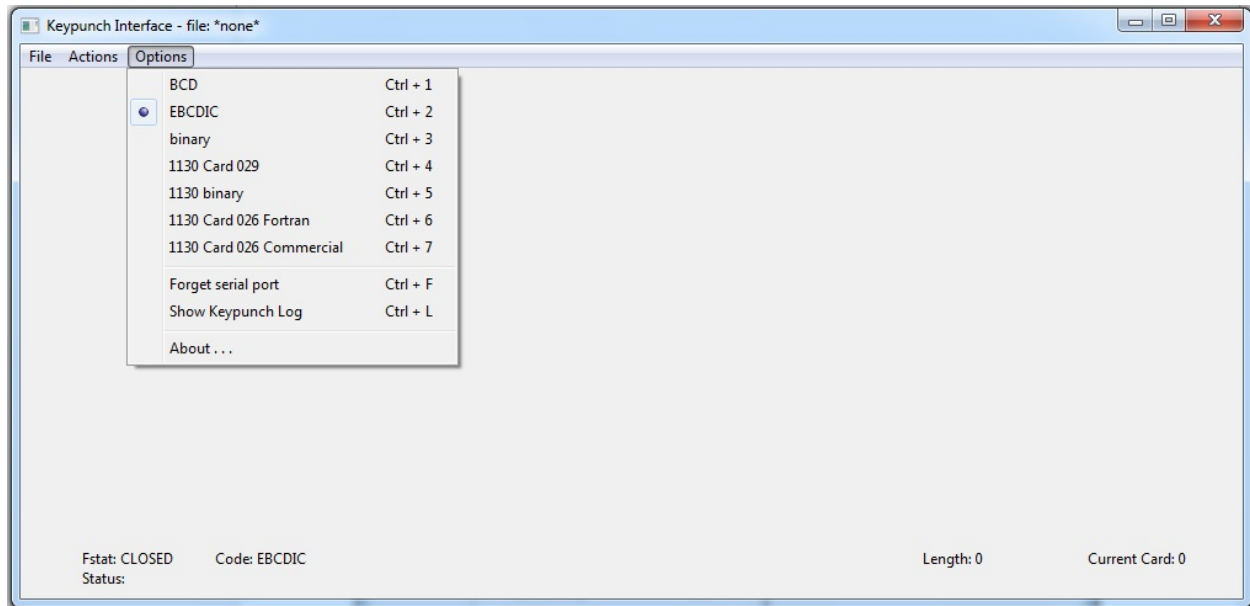 Keypunch Interface - file: *none*
File Actions Options
BCD Ctrl + 1
EBCDIC Ctrl + 2
binary Ctrl + 3
1130 Card 029 Ctrl + 4
1130 binary Ctrl + 5
1130 Card 026 Fortran Ctrl + 6
1130 Card 026 Commercial Ctrl + 7
Forget serial port Ctrl + F
Show Keypunch Log Ctrl + L
About . . .
Fstat: CLOSED Code: EBCDIC Length: 0 Current Card: 0
Status: